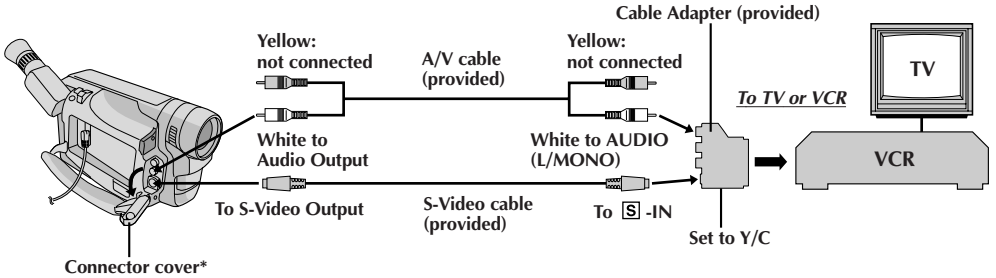 Cable Adapter (provided)
Yellow:
not connected
A/V cable
(provided)
Yellow:
not connected
TV
To TV or VCR
White to
Audio Output
White to AUDIO
(L/MONO)
VCR
To S-Video Output
S-Video cable
(provided)
To S -IN
Set to Y/C
Connector cover*